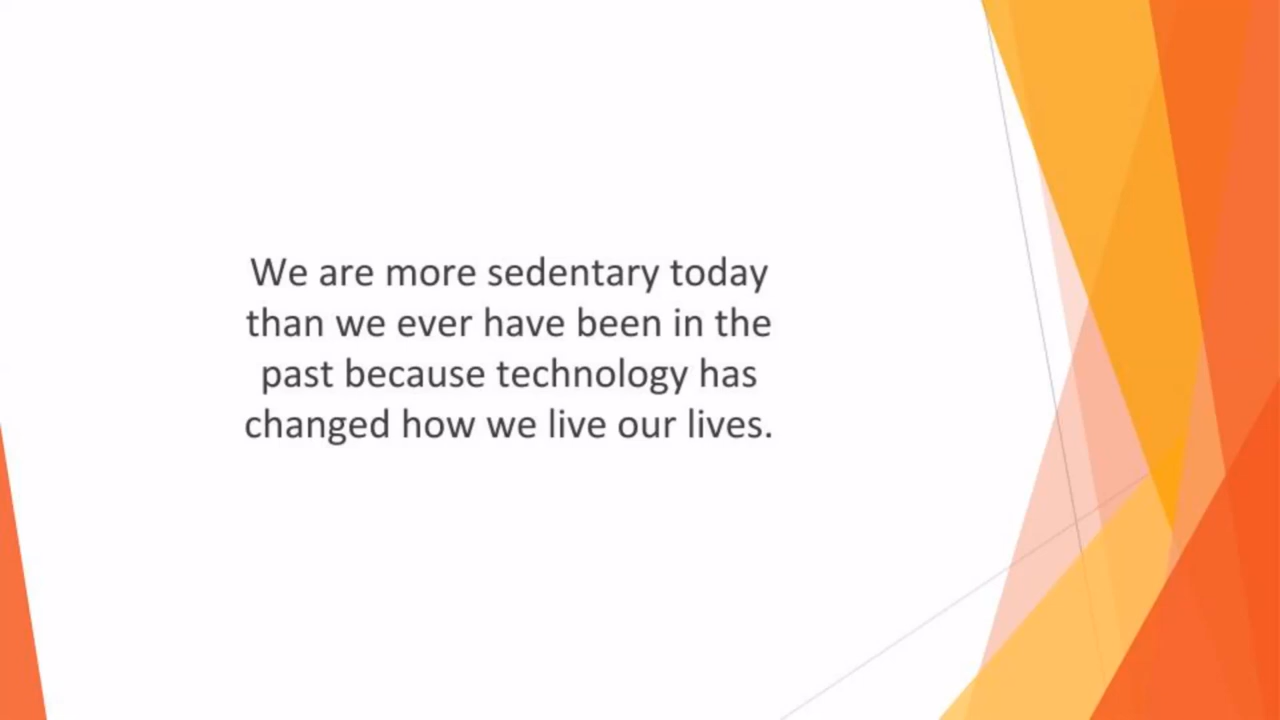 We are more sedentary today
than we ever have been in the
past because technology has
changed how we live our lives.